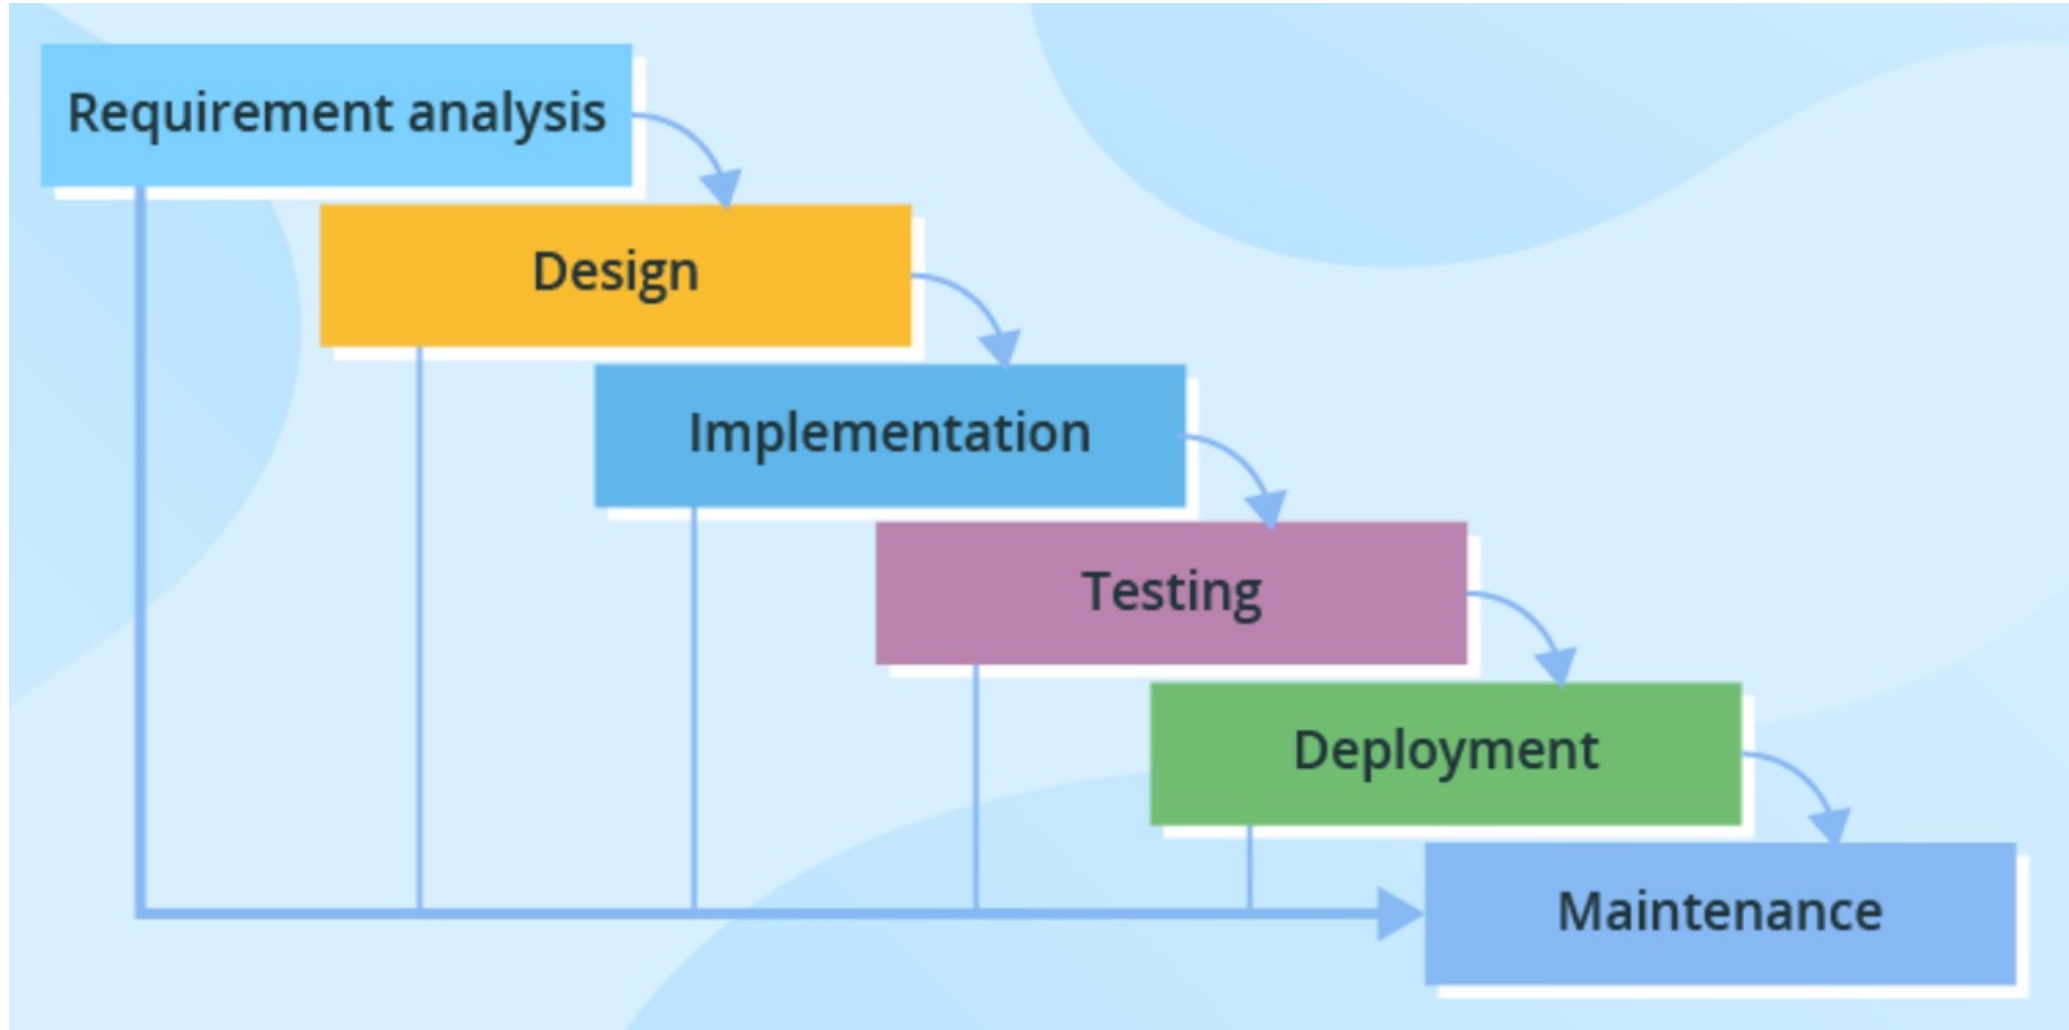 Requirement analysis
Design
Implementation
Testing
Deployment
Maintenance